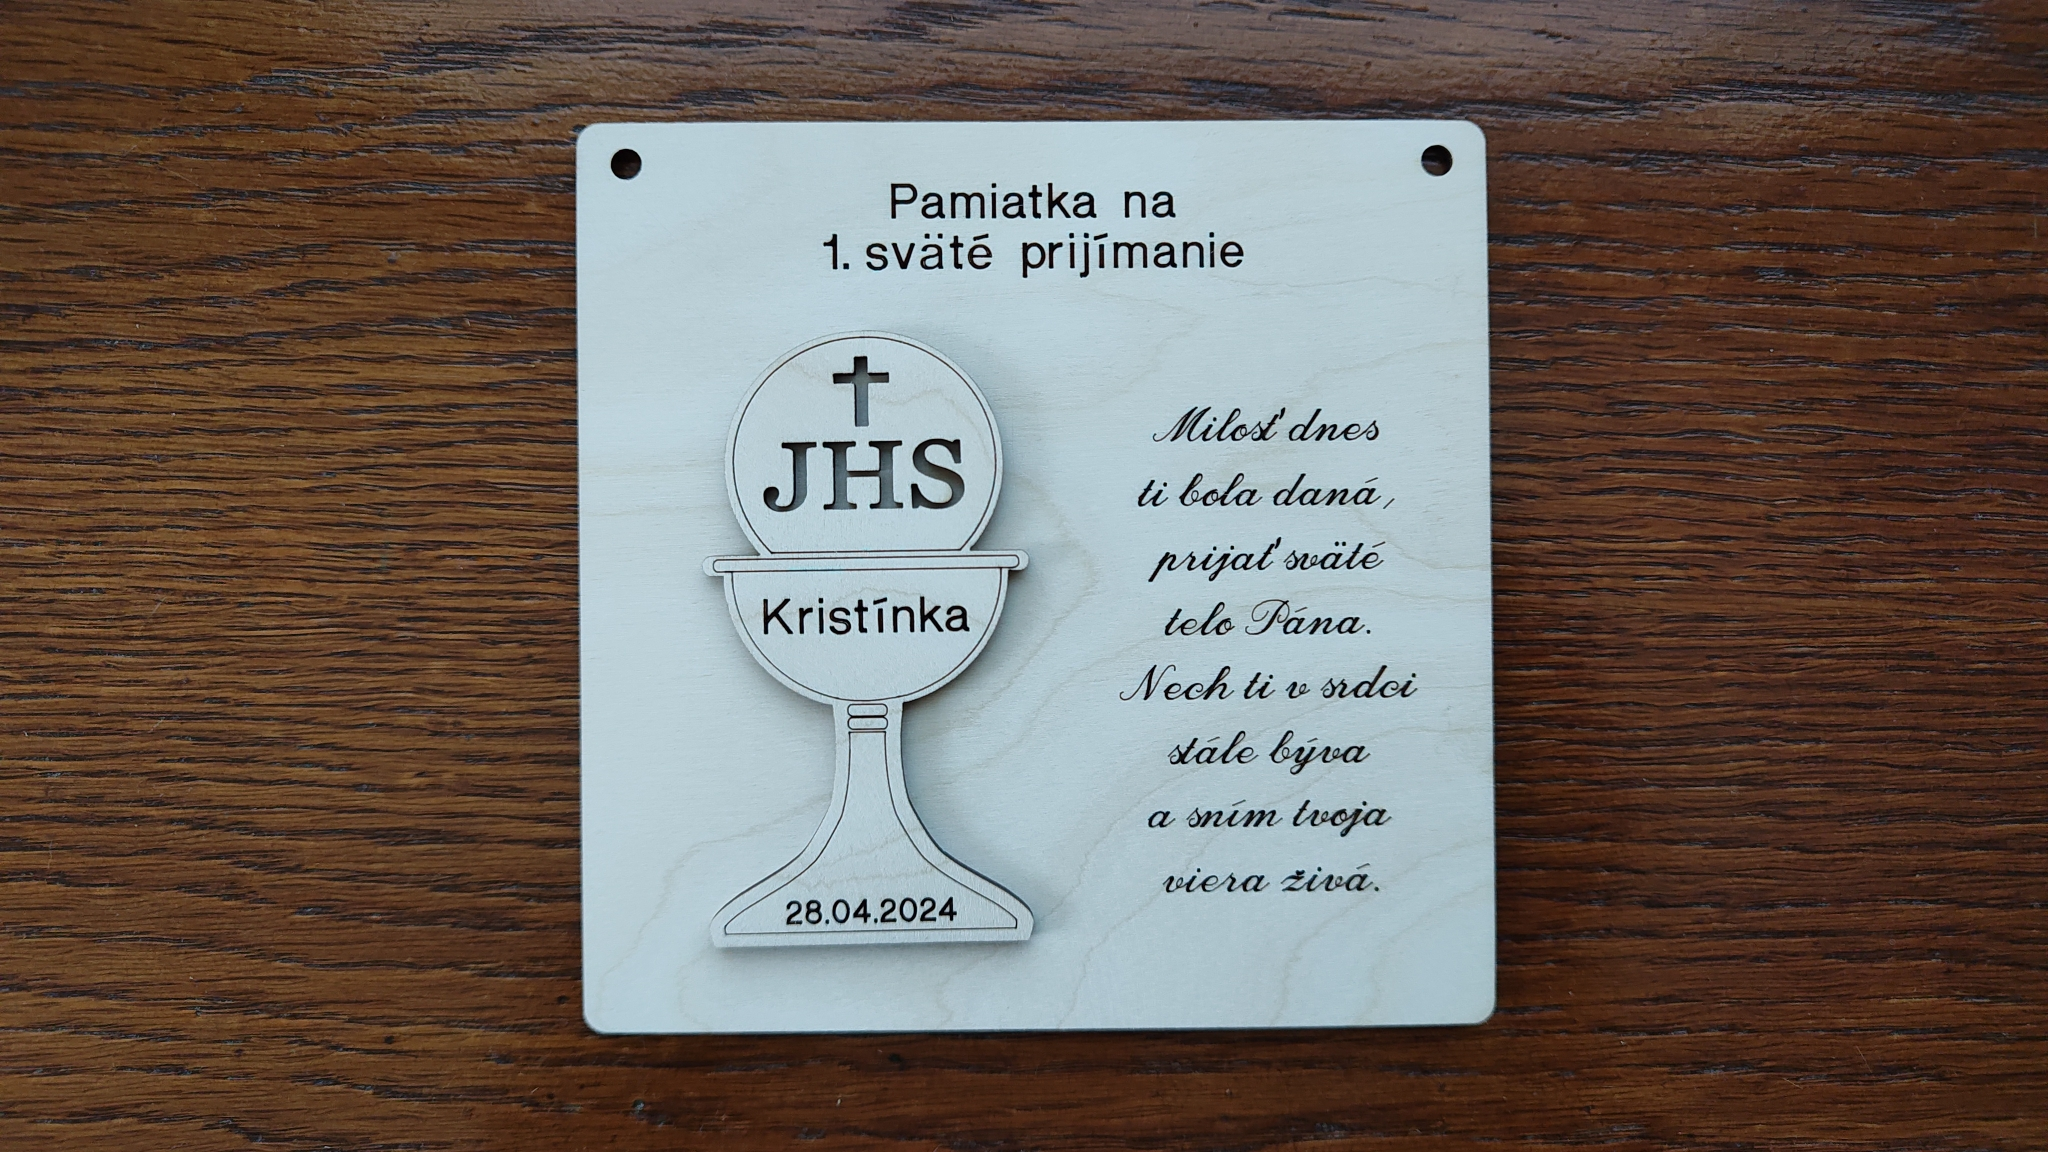 Pamiatka na
1. sväté prijímanie
JHS
Kristínka
28.04.2024
Milosť dnes
ti bola daná,
prijať sväté
telo Pána.
Nech ti v srdci
stále býva
a sním tvoja
viera živá.